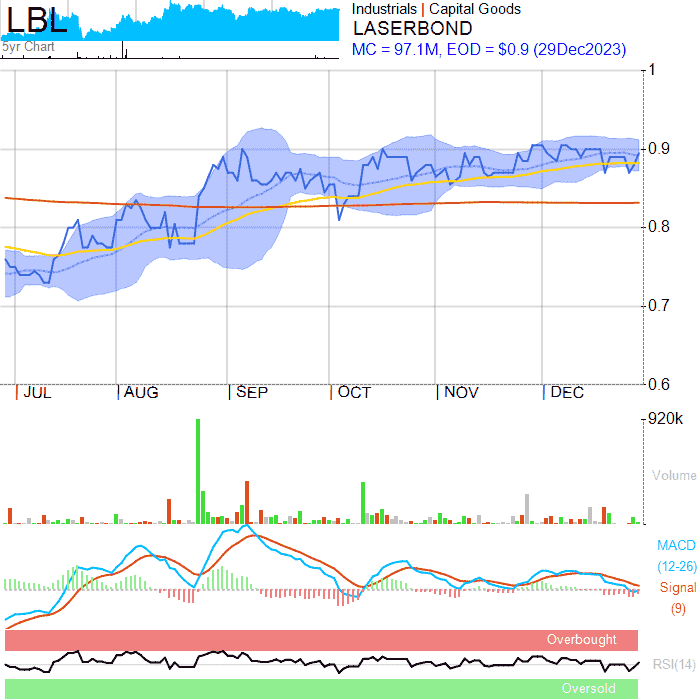 LBL
5yr Chart
Industrials | Capital Goods
LASERBOND
MC = 97.1M, EOD = $0.9 (29Dec2023)
1
0.9
0.8
0.7
0.6
JUL AUG SEP OCT NOV DEC
920k
Volume
MACD
(12-26)
Signal
(9)
Overbought
RSI(14)
Oversold